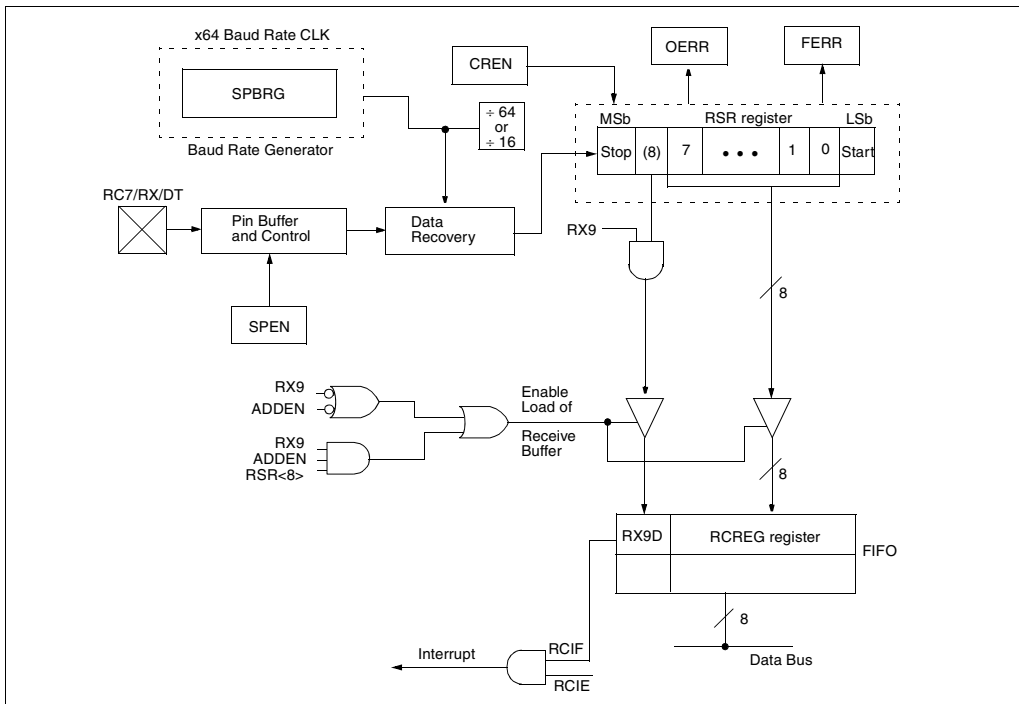 x64 Baud Rate CLK
SPBRG
Baud Rate Generator
CREN
OERR
FERR
÷ 64
or
÷ 16
MSb
RSR register
LSb
Stop (8) 7 • • • 1 0 Start
RC7/RX/DT
Pin Buffer
and Control
Data
Recovery
SPEN
RX9
8
RX9
ADDEN
RX9
ADDEN
RSR<8>
Enable
Load of
Receive
Buffer
8
RX9D
RCREG register
FIFO
8
Data Bus
Interrupt
RCIF
RCIE